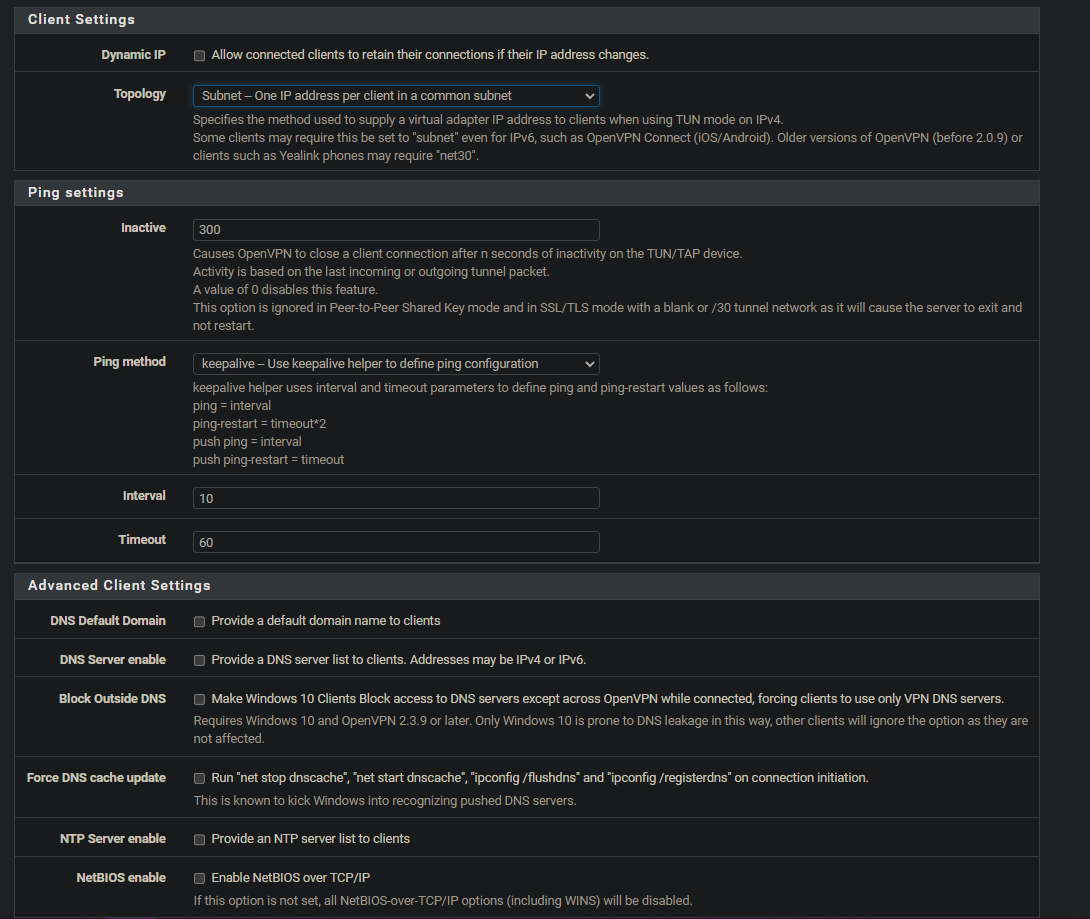 Client Settings
Dynamic IP Allow connected clients to retain their connections if their IP address changes.
Topology Subnet -- One IP address per client in a common subnet
Specifies the method used to supply a virtual adapter IP address to clients when using TUN mode on IPv4.
Some clients may require this be set to "subnet" even for IPv6, such as OpenVPN Connect (iOS/Android). Older versions of OpenVPN (before 2.0.9) or
clients such as Yealink phones may require "net30".
Ping settings
Inactive 300
Causes OpenVPN to close a client connection after n seconds of inactivity on the TUN/TAP device.
Activity is based on the last incoming or outgoing tunnel packet.
A value of 0 disables this feature.
This option is ignored in Peer-to-Peer Shared Key mode and in SSL/TLS mode with a blank or /30 tunnel network as it will cause the server to exit and
not restart.
Ping method keepalive -- Use keepalive helper to define ping configuration
keepalive helper uses interval and timeout parameters to define ping and ping-restart values as follows:
ping = interval
ping-restart = timeout*2
push ping = interval
push ping-restart = timeout
Interval 10
Timeout 60
Advanced Client Settings
DNS Default Domain Provide a default domain name to clients
DNS Server enable Provide a DNS server list to clients. Addresses may be IPv4 or IPv6.
Block Outside DNS Make Windows 10 Clients Block access to DNS servers except across OpenVPN while connected, forcing clients to use only VPN DNS servers.
Requires Windows 10 and OpenVPN 2.3.9 or later. Only Windows 10 is prone to DNS leakage in this way, other clients will ignore the option as they are
not affected.
Force DNS cache update Run "net stop dnscache", "net start dnscache", "ipconfig /flushdns" and "ipconfig /registerdns" on connection initiation.
This is known to kick Windows into recognizing pushed DNS servers.
NTP Server enable Provide an NTP server list to clients
NetBIOS enable Enable NetBIOS over TCP/IP
If this option is not set, all NetBIOS-over-TCP/IP options (including WINS) will be disabled.